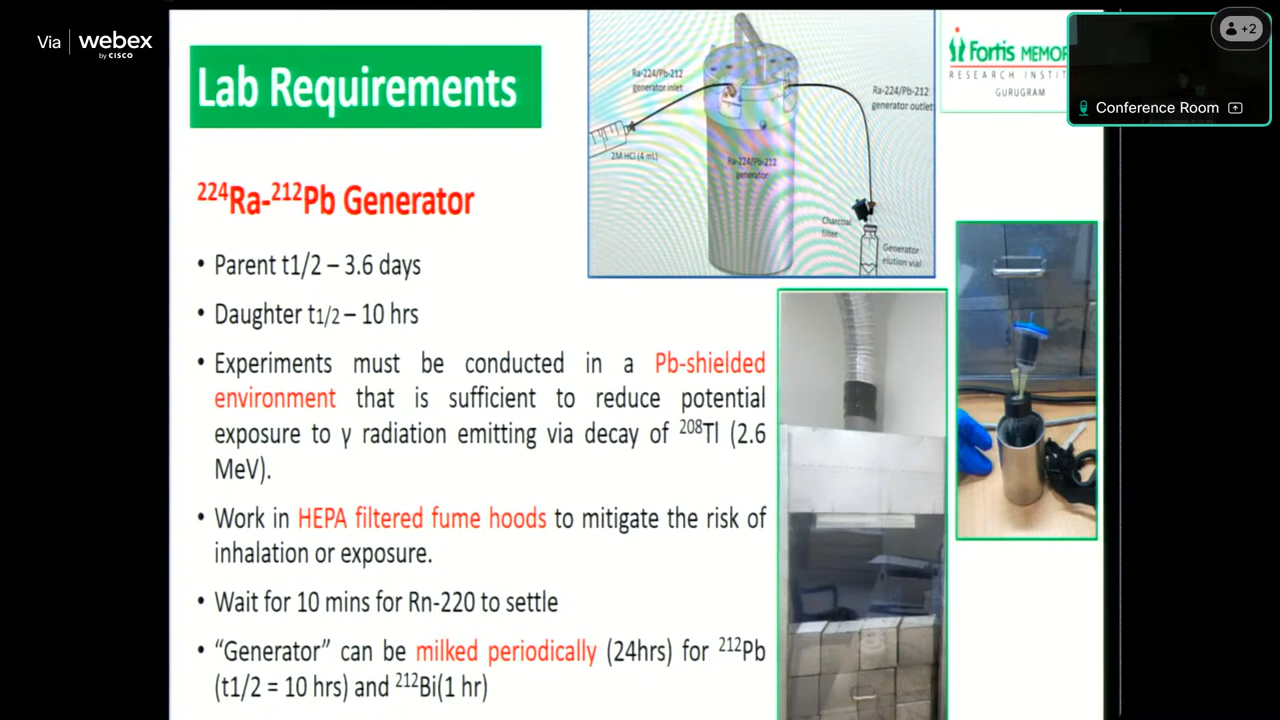 Via webex
by CISCO
Lab Requirements
Ra-224/Pb-212
generator inlet
2M HCl (4 mL)
Ra-224/Pb-212
generator
Ra-224/Pb-212
generator outlet
Charcoal
filter
Generator
elution vial
Fortis MEMOR
RESEARCH INSTIT
GURUGRAM
+2
Conference Room
²²⁴Ra-²¹²Pb Generator
• Parent t1/2 – 3.6 days
• Daughter t1/2 – 10 hrs
• Experiments must be conducted in a Pb-shielded
environment that is sufficient to reduce potential
exposure to γ radiation emitting via decay of ²⁰⁸Tl (2.6
MeV).
• Work in HEPA filtered fume hoods to mitigate the risk of
inhalation or exposure.
• Wait for 10 mins for Rn-220 to settle
• “Generator” can be milked periodically (24hrs) for ²¹²Pb
(t1/2 = 10 hrs) and ²¹²Bi(1 hr)